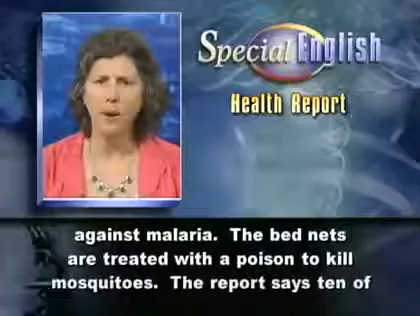 Special English
Health Report
against malaria. The bed nets
are treated with a poison to kill
mosquitoes. The report says ten of